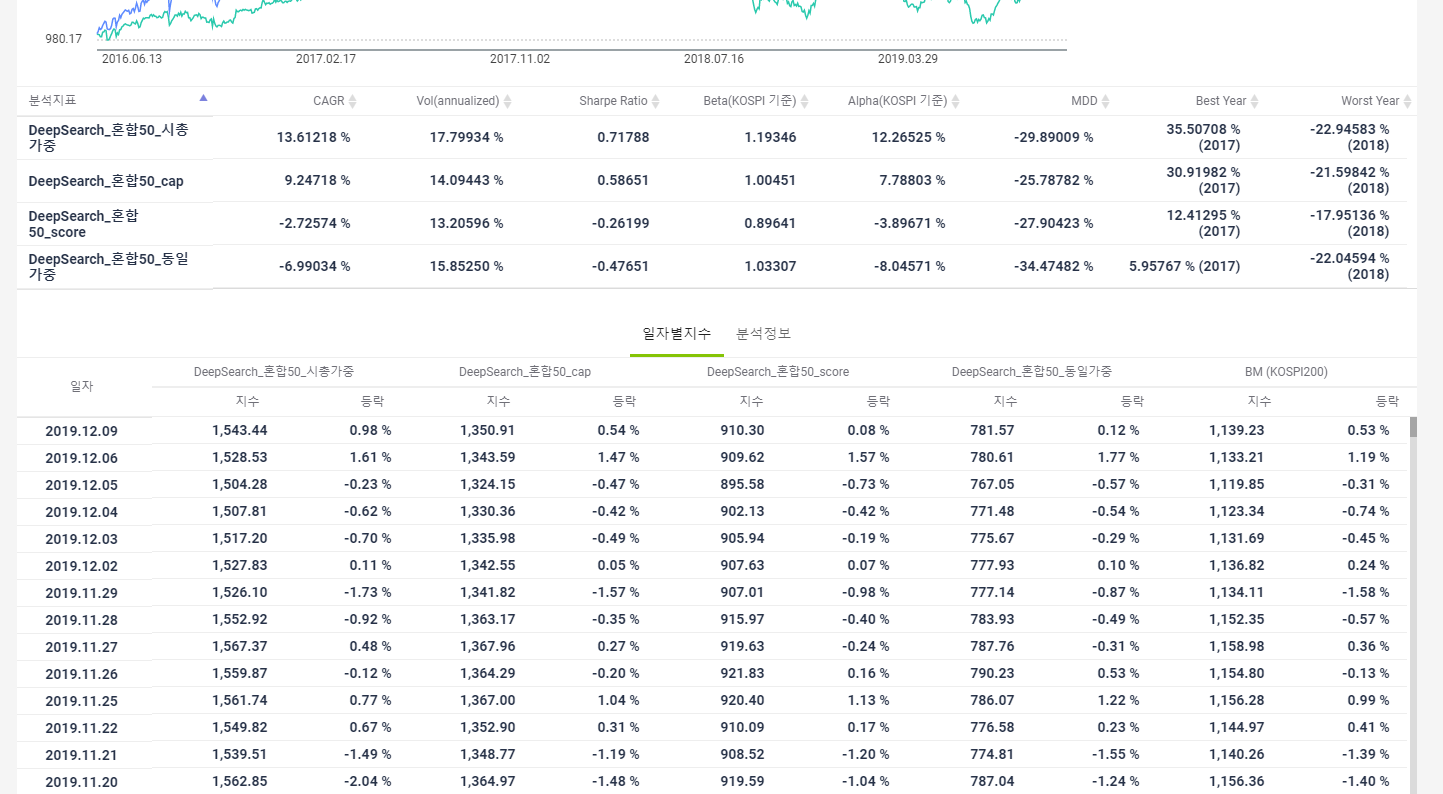 980.17
2016.06.13 2017.02.17 2017.11.02 2018.07.16 2019.03.29
분석지표 CAGR Vol(annualized) Sharpe Ratio Beta(KOSPI 기준) Alpha(KOSPI 기준) MDD Best Year Worst Year
DeepSearch_혼합50_시총
가중 13.61218 % 17.79934 % 0.71788 1.19346 12.26525 % -29.89009 % 35.50708 % (2017) -22.94583 % (2018)
DeepSearch_혼합50_cap 9.24718 % 14.09443 % 0.58651 1.00451 7.78803 % -25.78782 % 30.91982 % (2017) -21.59842 % (2018)
DeepSearch_혼합
50_score -2.72574 % 13.20596 % -0.26199 0.89641 -3.89671 % -27.90423 % 12.41295 % (2017) -17.95136 % (2018)
DeepSearch_혼합50_동일
가중 -6.99034 % 15.85250 % -0.47651 1.03307 -8.04571 % -34.47482 % 5.95767 % (2017) -22.04594 % (2018)
일자별지수 분석정보
일자 DeepSearch_혼합50_시총가중 DeepSearch_혼합50_cap DeepSearch_혼합50_score DeepSearch_혼합50_동일가중 BM (KOSPI200)
지수 등락 지수 등락 지수 등락 지수 등락 지수 등락
2019.12.09 1,543.44 0.98 % 1,350.91 0.54 % 910.30 0.08 % 781.57 0.12 % 1,139.23 0.53 %
2019.12.06 1,528.53 1.61 % 1,343.59 1.47 % 909.62 1.57 % 780.61 1.77 % 1,133.21 1.19 %
2019.12.05 1,504.28 -0.23 % 1,324.15 -0.47 % 895.58 -0.73 % 767.05 -0.57 % 1,119.85 -0.31 %
2019.12.04 1,507.81 -0.62 % 1,330.36 -0.42 % 902.13 -0.42 % 771.48 -0.54 % 1,123.34 -0.74 %
2019.12.03 1,517.20 -0.70 % 1,335.98 -0.49 % 905.94 -0.19 % 775.67 -0.29 % 1,131.69 -0.45 %
2019.12.02 1,527.83 0.11 % 1,342.55 0.05 % 907.63 0.07 % 777.93 0.10 % 1,136.82 0.24 %
2019.11.29 1,526.10 -1.73 % 1,341.82 -1.57 % 907.01 -0.98 % 777.14 -0.87 % 1,134.11 -1.58 %
2019.11.28 1,552.92 -0.92 % 1,363.17 -0.35 % 915.97 -0.40 % 783.93 -0.49 % 1,152.35 -0.57 %
2019.11.27 1,567.37 0.48 % 1,367.96 0.27 % 919.63 -0.24 % 787.76 -0.31 % 1,158.98 0.36 %
2019.11.26 1,559.87 -0.12 % 1,364.29 -0.20 % 921.83 0.16 % 790.23 0.53 % 1,154.80 -0.13 %
2019.11.25 1,561.74 0.77 % 1,367.00 1.04 % 920.40 1.13 % 786.07 1.22 % 1,156.28 0.99 %
2019.11.22 1,549.82 0.67 % 1,352.90 0.31 % 910.09 0.17 % 776.58 0.23 % 1,144.97 0.41 %
2019.11.21 1,539.51 -1.49 % 1,348.77 -1.19 % 908.52 -1.20 % 774.81 -1.55 % 1,140.26 -1.39 %
2019.11.20 1,562.85 -2.04 % 1,364.97 -1.48 % 919.59 -1.04 % 787.04 -1.24 % 1,156.36 -1.40 %